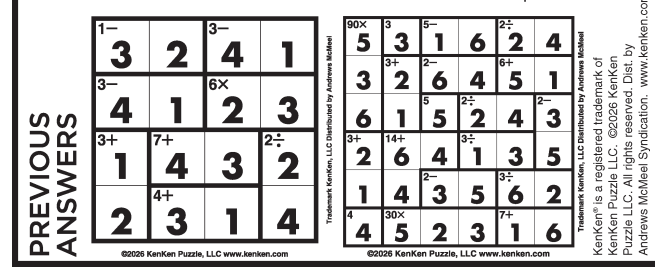 PREVIOUS
ANSWERS
1− 3−
3 2 4 1
3− 6×
4 1 2 3
3+ 7+ 2÷
1 4 3 2
4+
2 3 1 4
©2026 KenKen Puzzle, LLC www.kenken.com
Trademark KenKen, LLC Distributed by Andrews McMeel
90× 3 5− 2÷
5 3 1 6 2 4
3+ 2− 6+
3 2 6 4 5 1
5 2÷ 2−
6 1 5 2 4 3
3+ 14+ 3÷
2 6 4 1 3 5
2− 3÷
1 4 3 5 6 2
4 30× 7+
4 5 2 3 1 6
©2026 KenKen Puzzle, LLC www.kenken.com
Trademark KenKen, LLC Distributed by Andrews McMeel
KenKen® is a registered trademark of
KenKen Puzzle LLC. ©2026 KenKen
Puzzle LLC. All rights reserved. Dist. by
Andrews McMeel Syndication. www.kenken.com